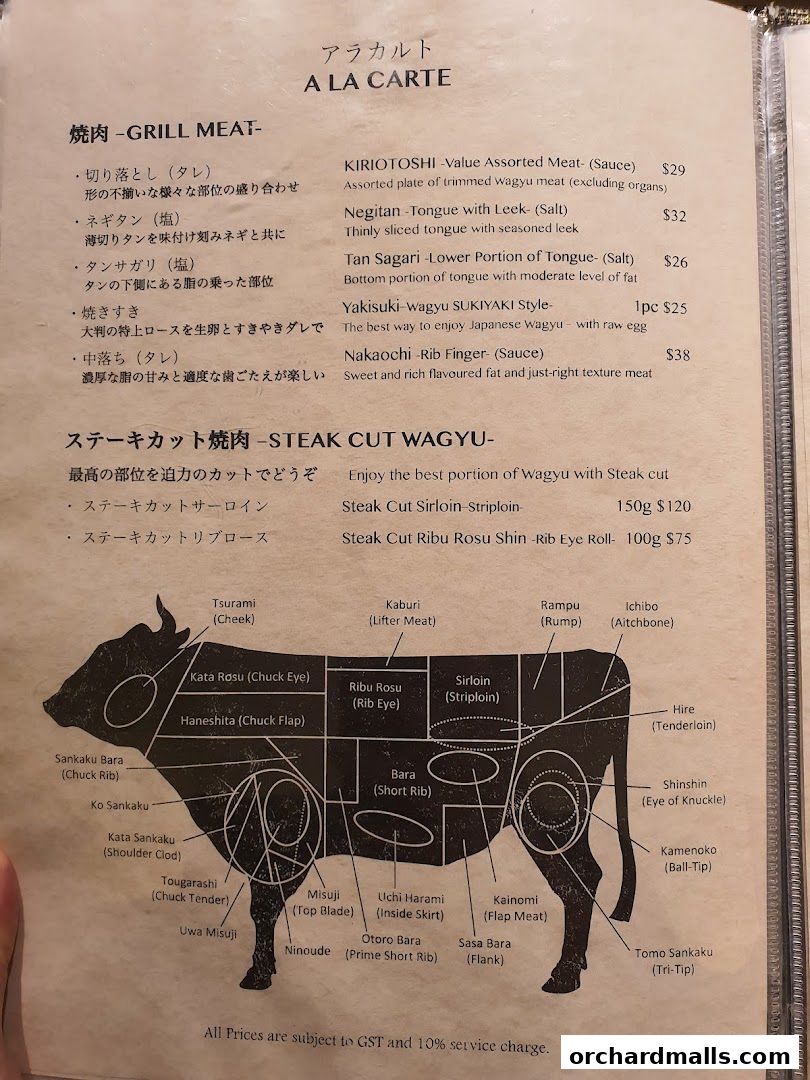 アラカルト
A LA CARTE
焼肉 -GRILL MEAT-
・切り落とし（タレ） KIRIOTOSHI -Value Assorted Meat- (Sauce) $29
形の不揃いな様々な部位の盛り合わせ Assorted plate of trimmed Wagyu meat (excluding organs)
・ネギタン（塩） Negitan -Tongue with Leek- (Salt) $32
薄切りタンを味付け刻みネギと共に Thinly sliced tongue with seasoned leek
・タンサガリ（塩） Tan Sagari -Lower Portion of Tongue- (Salt) $26
タンの下側にある脂の乗った部位 Bottom portion of tongue with moderate level of fat
・焼きすき Yakisuki-Wagyu SUKIYAKI Style- 1pc $25
大判の特上ロースを生卵とすきやきダレで The best way to enjoy Japanese Wagyu – with raw egg
・中落ち（タレ） Nakaochi -Rib Finger- (Sauce) $38
濃厚な脂の甘みと適度な歯ごたえが楽しい Sweet and rich flavoured fat and just-right texture meat
ステーキカット焼肉 -STEAK CUT WAGYU-
最高の部位を迫力のカットでどうぞ Enjoy the best portion of Wagyu with Steak cut
・ステーキカットサーロイン Steak Cut Sirloin-Striploin- 150g $120
・ステーキカットリブロース Steak Cut Ribu Rosu Shin -Rib Eye Roll- 100g $75
Tsurami
(Cheek)
Kaburi
(Lifter Meat)
Rampu
(Rump)
Ichibo
(Aitchbone)
Kata Rosu (Chuck Eye)
Ribu Rosu
(Rib Eye)
Sirloin
(Striploin)
Haneshita (Chuck Flap)
Hire
(Tenderloin)
Sankaku Bara
(Chuck Rib)
Bara
(Short Rib)
Shinshin
(Eye of Knuckle)
Ko Sankaku
Kata Sankaku
(Shoulder Clod)
Kamenoko
(Ball-Tip)
Tougarashi
(Chuck Tender)
Misuji
(Top Blade)
Uchi Harami
(Inside Skirt)
Kainomi
(Flap Meat)
Uwa Misuji
Ninoude
Otoro Bara
(Prime Short Rib)
Sasa Bara
(Flank)
Tomo Sankaku
(Tri-Tip)
All Prices are subject to GST and 10% service charge.
orchardmalls.com